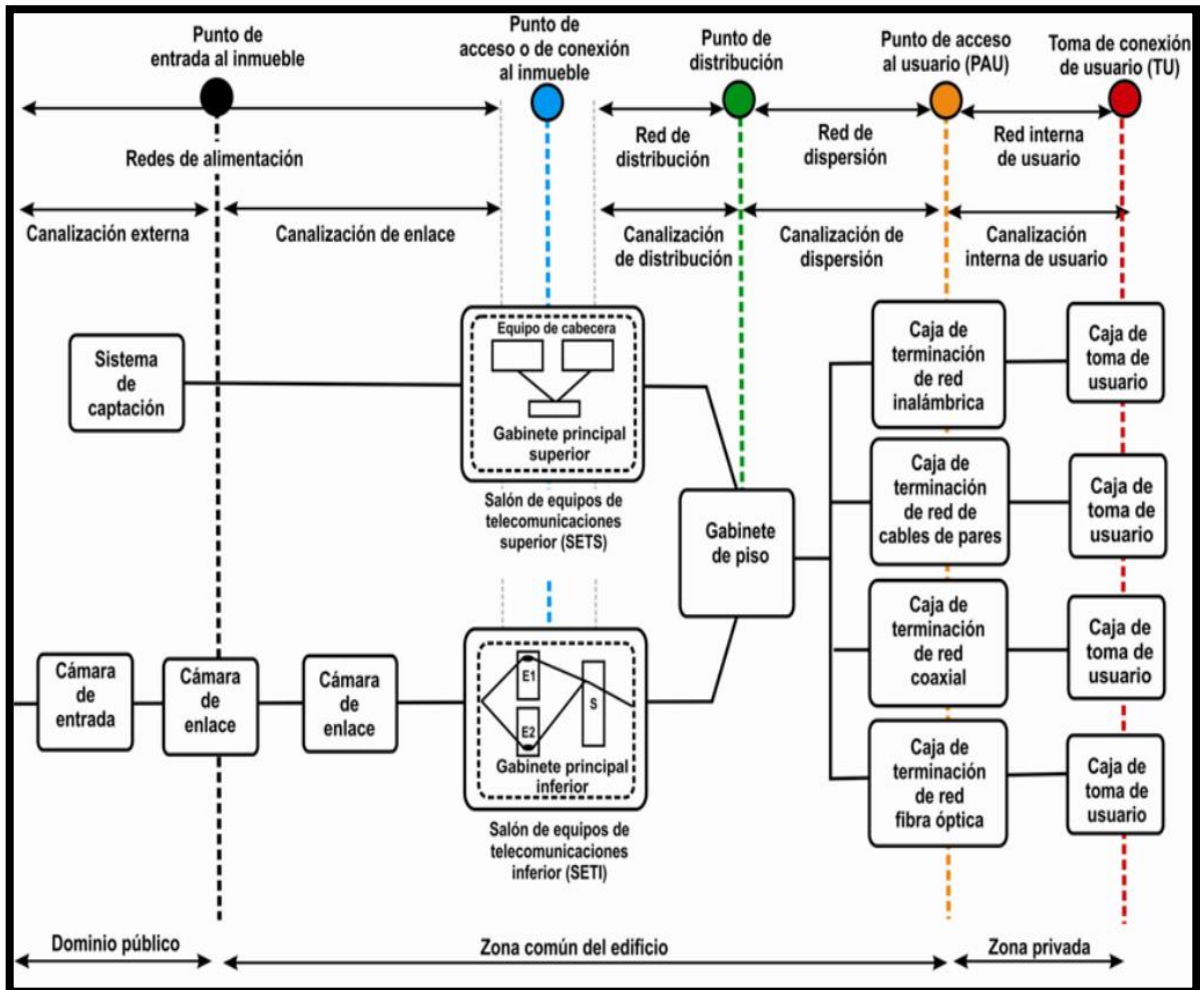 Punto de
entrada al inmueble
Punto de
acceso o de conexión
al inmueble
Punto de
distribución
Punto de acceso
al usuario (PAU)
Toma de conexión
de usuario (TU)
Redes de alimentación
Red de
distribución
Red de
dispersión
Red interna
de usuario
Canalización externa
Canalización de enlace
Canalización
de distribución
Canalización de
dispersión
Canalización
interna de usuario
Sistema
de
captación
Equipo de cabecera
Gabinete principal
superior
Salón de equipos de
telecomunicaciones
superior (SETS)
Gabinete
de piso
Caja de
terminación
de red
inalámbrica
Caja de
toma de
usuario
Caja de
terminación
de red de
cables de pares
Caja de
toma de
usuario
Caja de
terminación
de red
coaxial
Caja de
toma de
usuario
Caja de
terminación
de red
fibra óptica
Caja de
toma de
usuario
Cámara
de
entrada
Cámara
de
enlace
Cámara
de
enlace
E1
E2
S
Gabinete principal
inferior
Salón de equipos de
telecomunicaciones
inferior (SETI)
Dominio público
Zona común del edificio
Zona privada